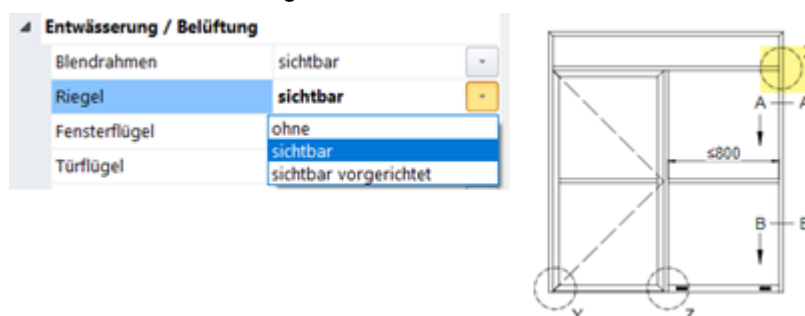 Entwässerung / Belüftung
Blendrahmen sichtbar
Riegel sichtbar
Fensterflügel
Türflügel
ohne
sichtbar
sichtbar vorgerichtet
A A
≤800
B B
Y Z